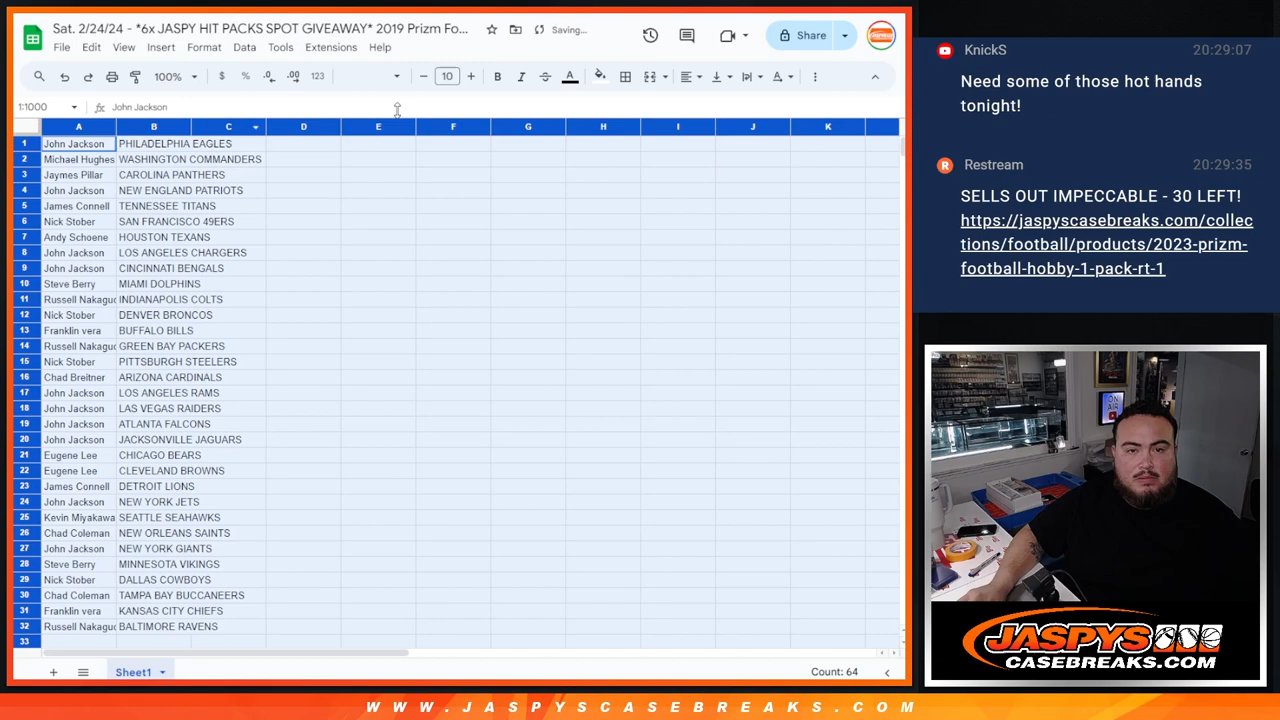 Sat. 2/24/24 - *6x JASPY HIT PACKS SPOT GIVEAWAY* 2019 Prizm Fo...
Saving...
Share
File Edit View Insert Format Data Tools Extensions Help
100% $ % .0 .00 123 10 B I A
1:1000 fx John Jackson
A B C D E F G H I J K
1 John Jackson PHILADELPHIA EAGLES
2 Michael Hughes WASHINGTON COMMANDERS
3 Jaymes Pillar CAROLINA PANTHERS
4 John Jackson NEW ENGLAND PATRIOTS
5 James Connell TENNESSEE TITANS
6 Nick Stober SAN FRANCISCO 49ERS
7 Andy Schoene HOUSTON TEXANS
8 John Jackson LOS ANGELES CHARGERS
9 John Jackson CINCINNATI BENGALS
10 Steve Berry MIAMI DOLPHINS
11 Russell Nakagu INDIANAPOLIS COLTS
12 Nick Stober DENVER BRONCOS
13 Franklin vera BUFFALO BILLS
14 Russell Nakagu GREEN BAY PACKERS
15 Nick Stober PITTSBURGH STEELERS
16 Chad Breitner ARIZONA CARDINALS
17 John Jackson LOS ANGELES RAMS
18 John Jackson LAS VEGAS RAIDERS
19 John Jackson ATLANTA FALCONS
20 John Jackson JACKSONVILLE JAGUARS
21 Eugene Lee CHICAGO BEARS
22 Eugene Lee CLEVELAND BROWNS
23 James Connell DETROIT LIONS
24 John Jackson NEW YORK JETS
25 Kevin Miyakawa SEATTLE SEAHAWKS
26 Chad Coleman NEW ORLEANS SAINTS
27 John Jackson NEW YORK GIANTS
28 Steve Berry MINNESOTA VIKINGS
29 Nick Stober DALLAS COWBOYS
30 Chad Coleman TAMPA BAY BUCCANEERS
31 Franklin vera KANSAS CITY CHIEFS
32 Russell Nakagu BALTIMORE RAVENS
33
Sheet1 Count: 64
KnickS 20:29:07
Need some of those hot hands
tonight!
Restream 20:29:35
SELLS OUT IMPECCABLE - 30 LEFT!
https://jaspyscasebreaks.com/collec
tions/football/products/2023-prizm-
football-hobby-1-pack-rt-1
ON
AIR
JASPYS
CASEBREAKS.COM
WWW.JASPYSCASEBREAKS.COM